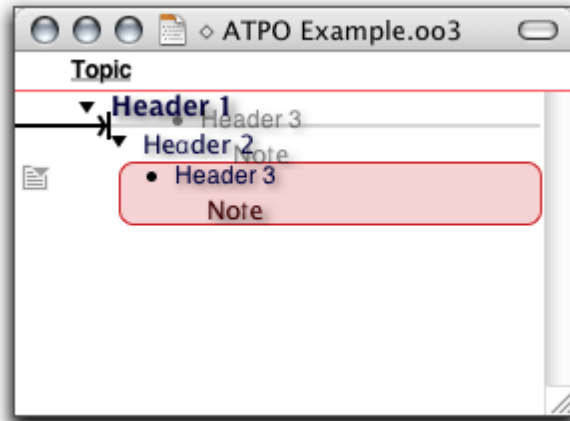 ATPO Example.oo3
Topic
Header 1
Header 3
Header 2
Note
Header 3
Note